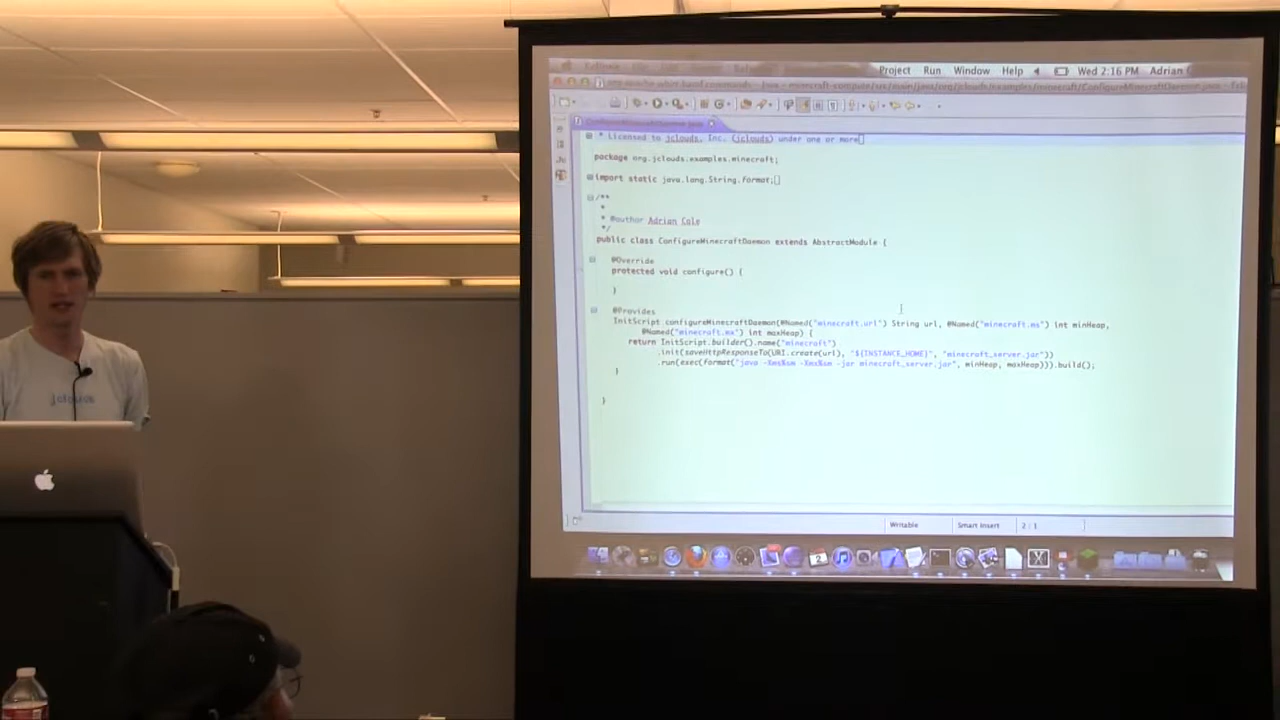 Project Run Window Help Wed 2:16 PM Adrian
* Licensed to jclouds, Inc. (jclouds) under one or more
package org.jclouds.examples.minecraft;
import static java.lang.String.format;
/**
*
* @author Adrian Cole
*/
public class ConfigureMinecraftDaemon extends AbstractModule {
@Override
protected void configure() {
}
@Provides
InitScript configureMinecraftDaemon(@Named("minecraft.url") String url, @Named("minecraft.ms") int minHeap,
@Named("minecraft.mx") int maxHeap) {
return InitScript.builder().name("minecraft")
.init(saveHttpResponseTo(URI.create(url), "${INSTANCE_HOME}", "minecraft_server.jar"))
.run(exec(format("java -Xms%sm -Xmx%sm -jar minecraft_server.jar", minHeap, maxHeap))).build();
}
}
Writable Smart Insert 2 : 1
jclouds